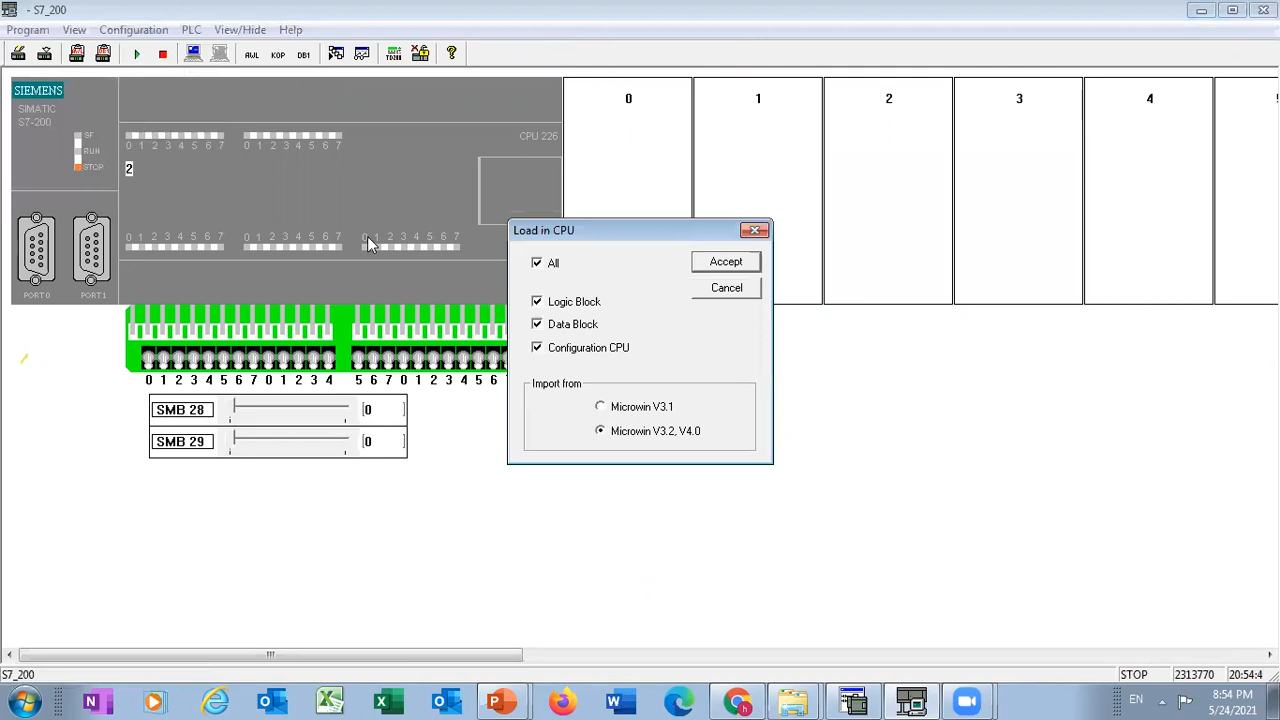 - S7_200
Program View Configuration PLC View/Hide Help
AWL KOP DB1
SIEMENS
SIMATIC
S7-200
SF
RUN
STOP
0 1 2 3 4 5 6 7 0 1 2 3 4 5 6 7
CPU 226
2
0 1 2 3 4 5 6 7 0 1 2 3 4 5 6 7 0 1 2 3 4 5 6 7
PORT0 PORT1
0 1 2 3 4
0 1 2 3 4 5 6 7 0 1 2 3 4 5 6 7 0 1 2 3 4 5 6
SMB 28 0
SMB 29 0
Load in CPU
All
Accept
Cancel
Logic Block
Data Block
Configuration CPU
Import from
Microwin V3.1
Microwin V3.2, V4.0
S7_200 STOP 2313770 20:54:4
EN 8:54 PM
5/24/2021